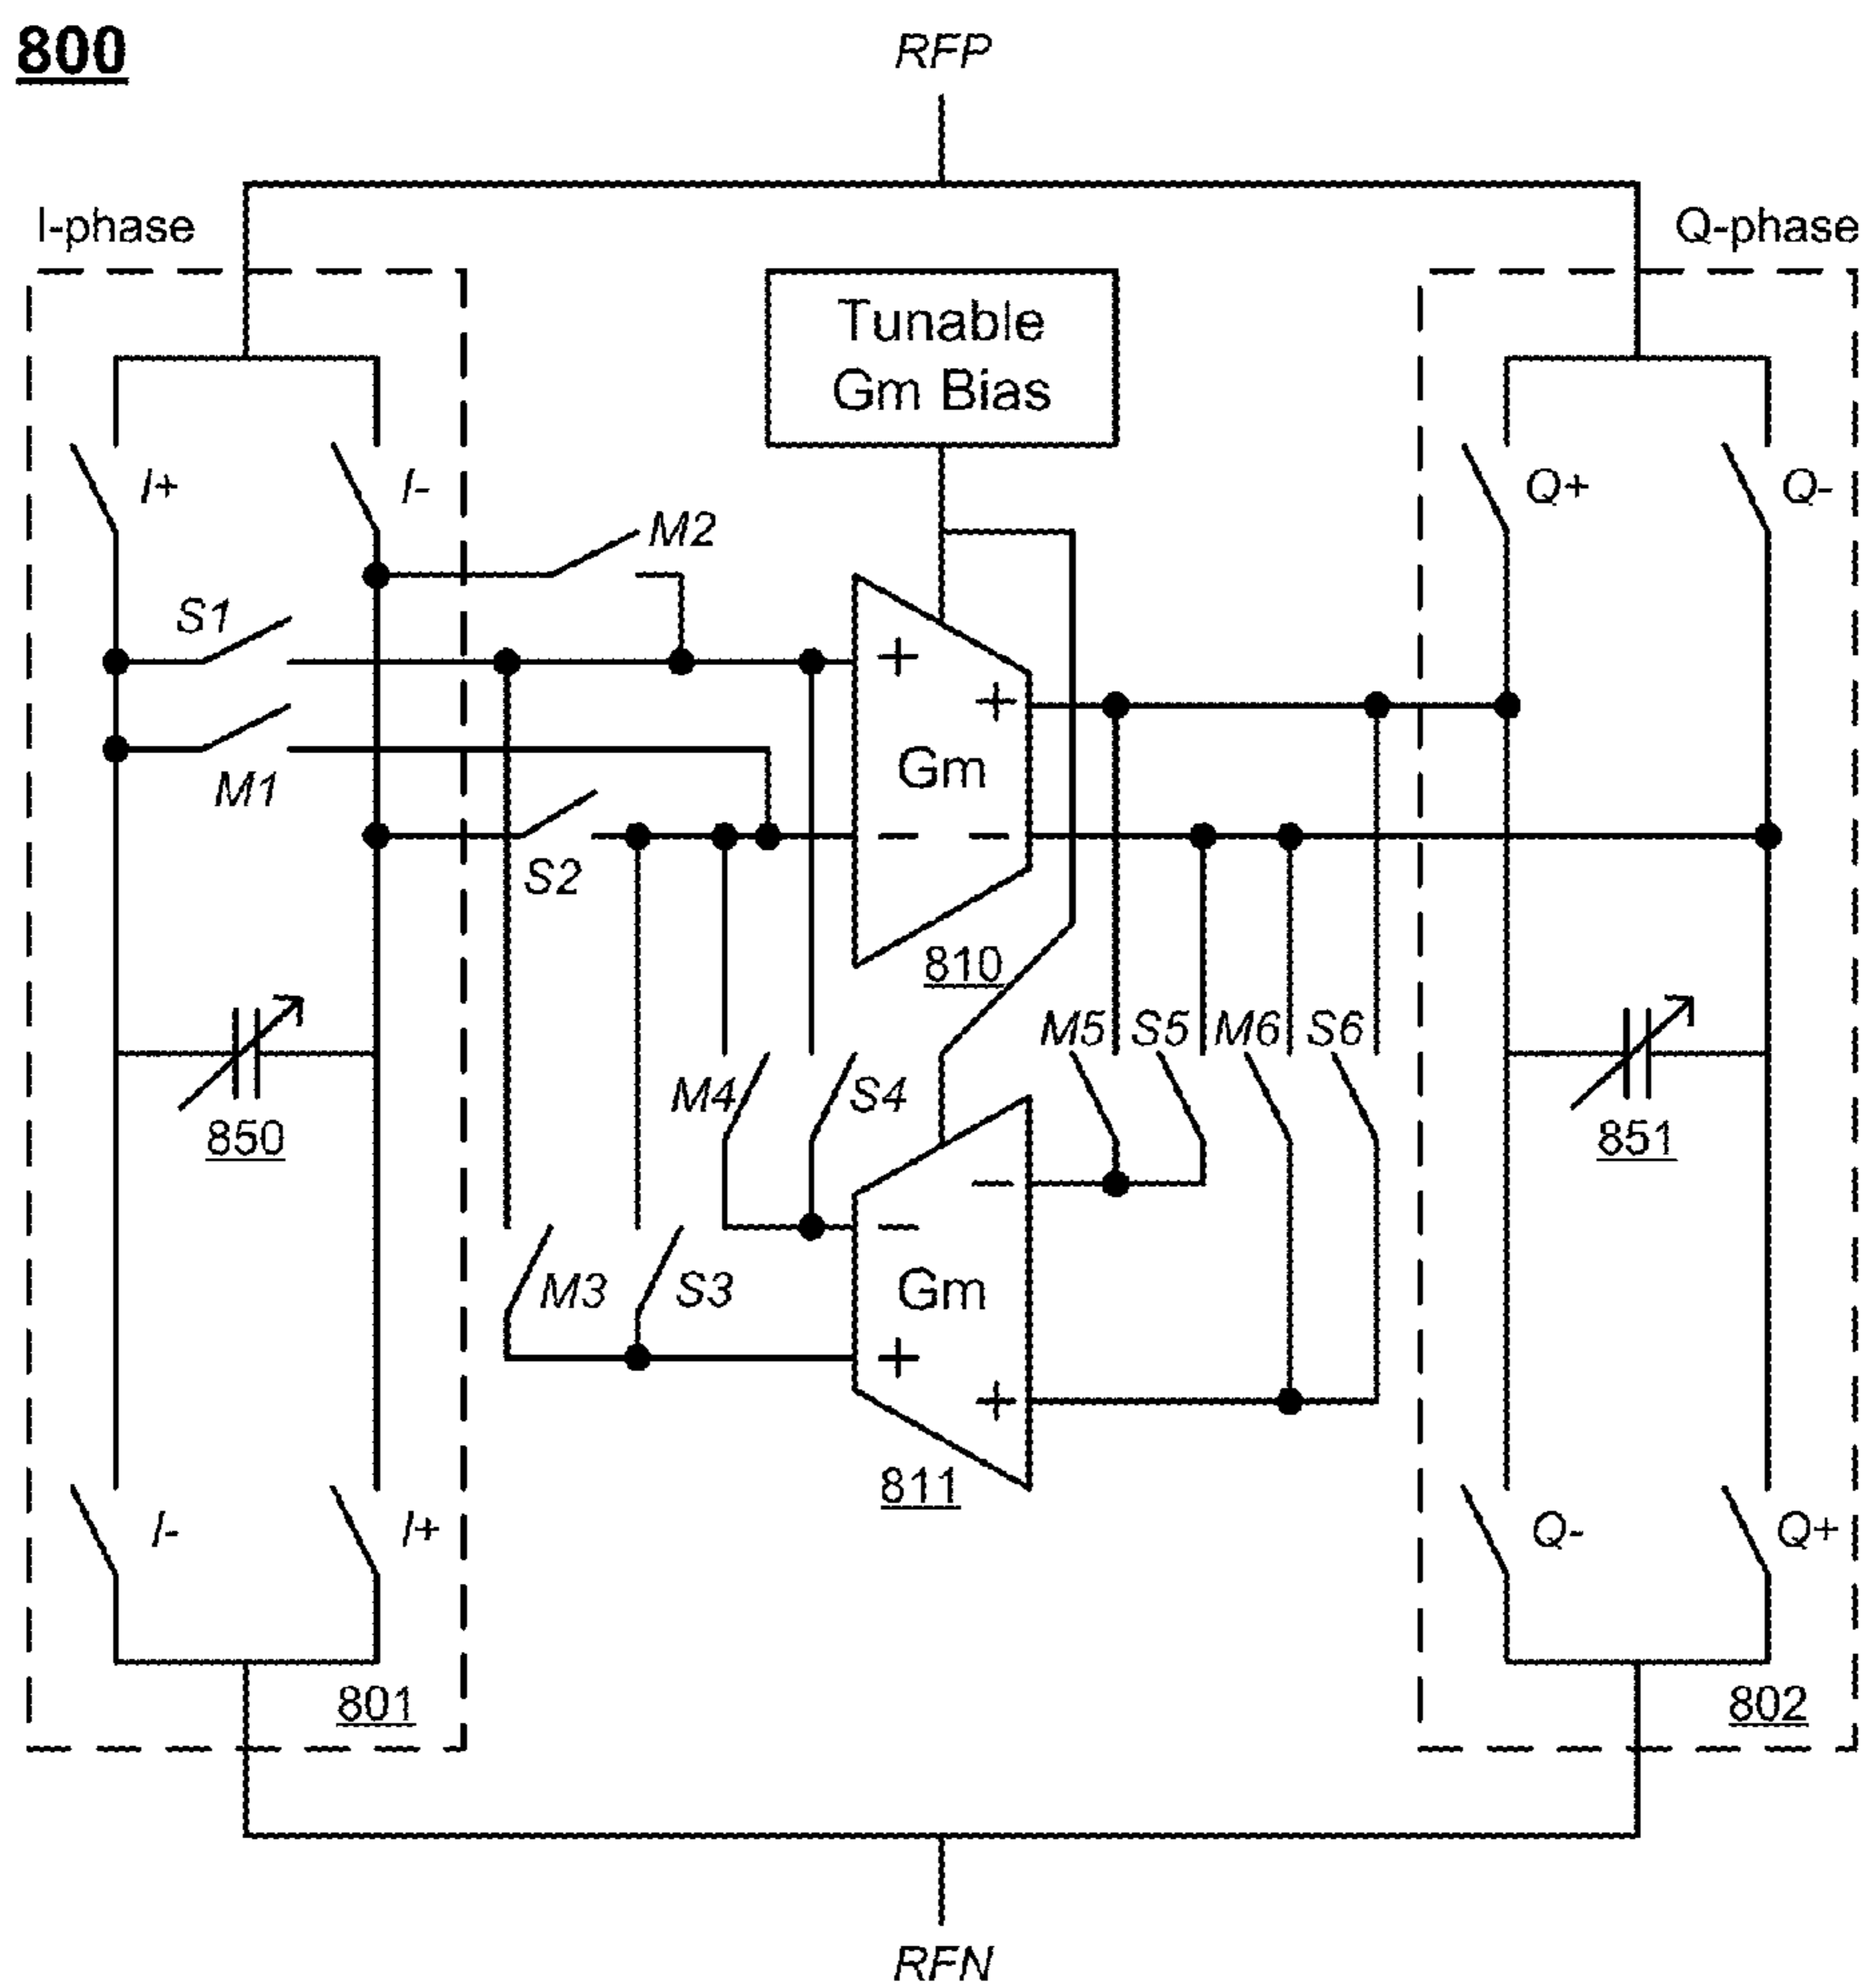 800
RFP
I-phase
Q-phase
Tunable
Gm Bias
I+
I-
Q+
Q-
M2
S1
+
+
M1
Gm
- -
S2
810
M5 S5 M6 S6
M4
S4
850
851
-
-
M3
S3
Gm
+
+
811
I-
I+
Q-
Q+
801
802
RFN